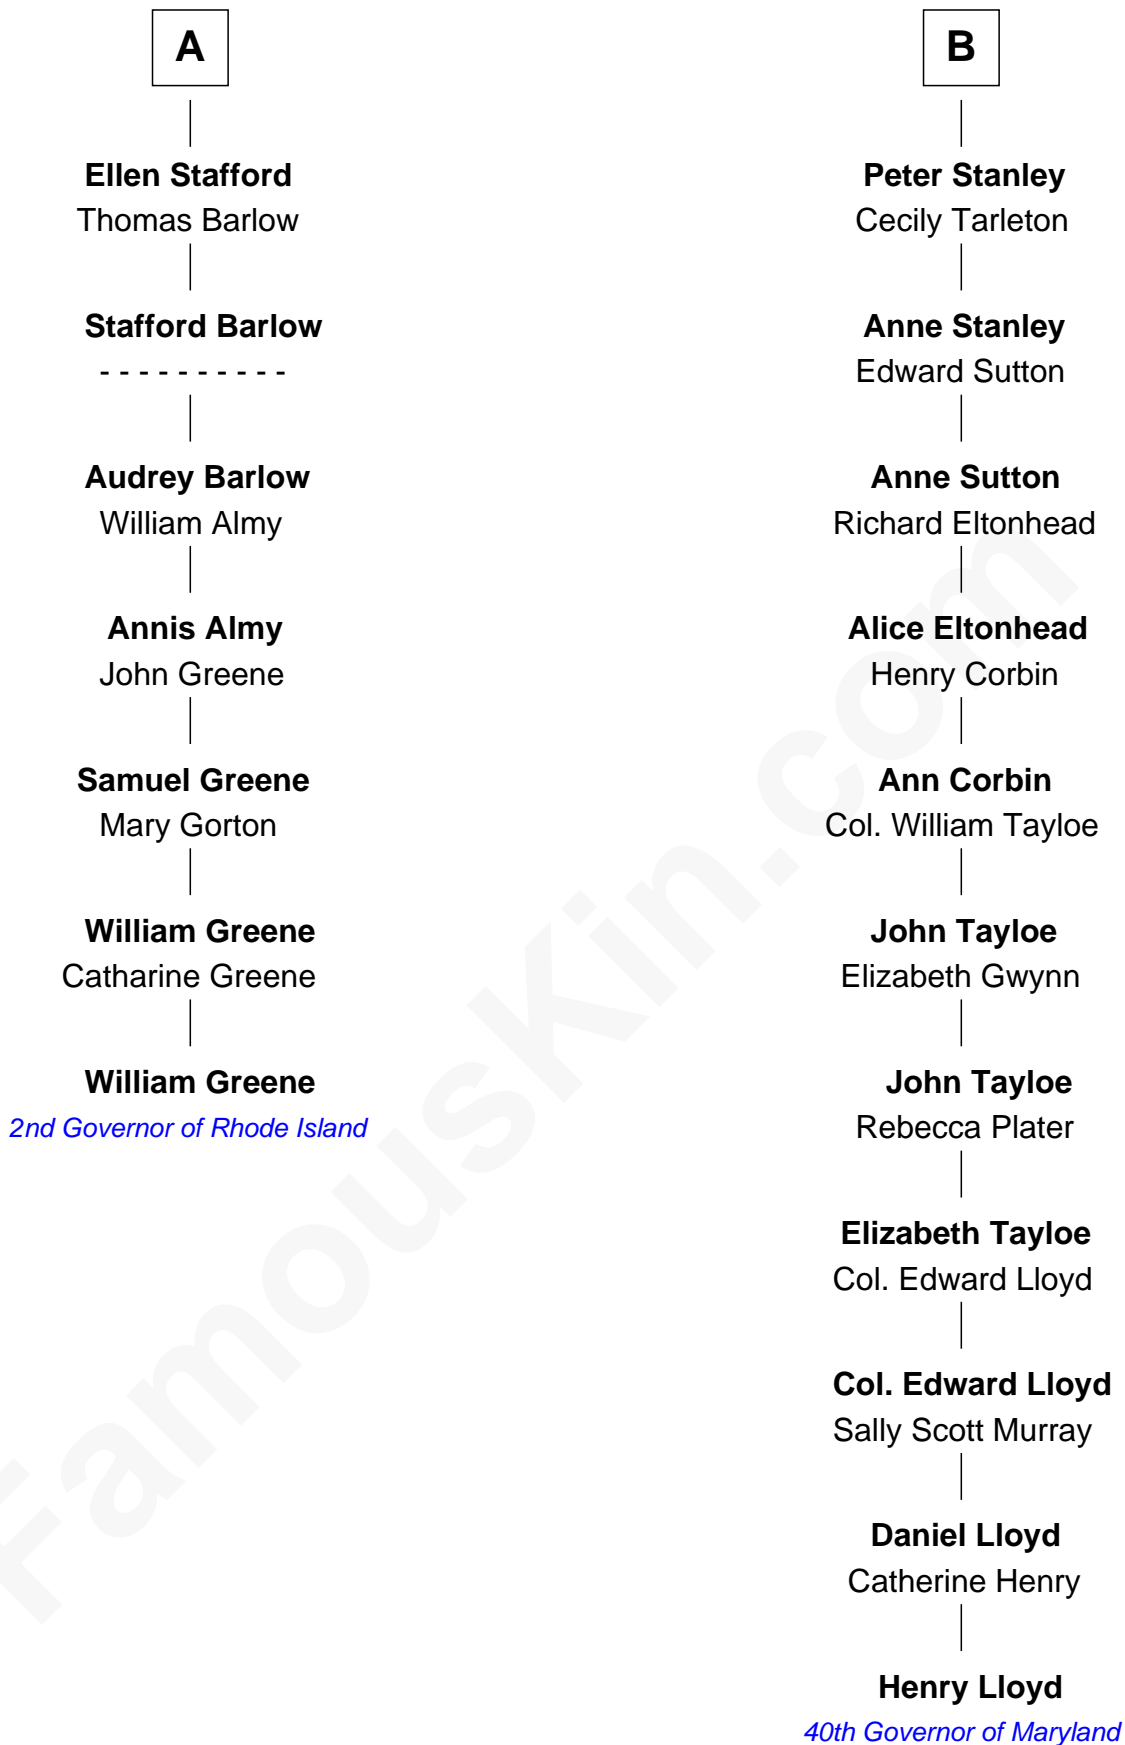 A
Ellen Stafford
Thomas Barlow
Stafford Barlow
- - - - - - - - - -
Audrey Barlow
William Almy
Annis Almy
John Greene
Samuel Greene
Mary Gorton
William Greene
Catharine Greene
William Greene
2nd Governor of Rhode Island
B
Peter Stanley
Cecily Tarleton
Anne Stanley
Edward Sutton
Anne Sutton
Richard Eltonhead
Alice Eltonhead
Henry Corbin
Ann Corbin
Col. William Tayloe
John Tayloe
Elizabeth Gwynn
John Tayloe
Rebecca Plater
Elizabeth Tayloe
Col. Edward Lloyd
Col. Edward Lloyd
Sally Scott Murray
Daniel Lloyd
Catherine Henry
Henry Lloyd
40th Governor of Maryland
FamousKin.com